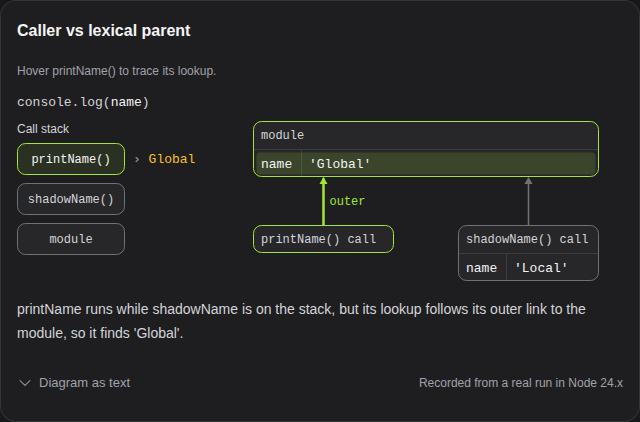 Caller vs lexical parent
Hover printName() to trace its lookup.
console.log(name)
Call stack
printName() › Global
shadowName()
module
module
name 'Global'
outer
printName() call
shadowName() call
name 'Local'
printName runs while shadowName is on the stack, but its lookup follows its outer link to the
module, so it finds 'Global'.
Diagram as text
Recorded from a real run in Node 24.x